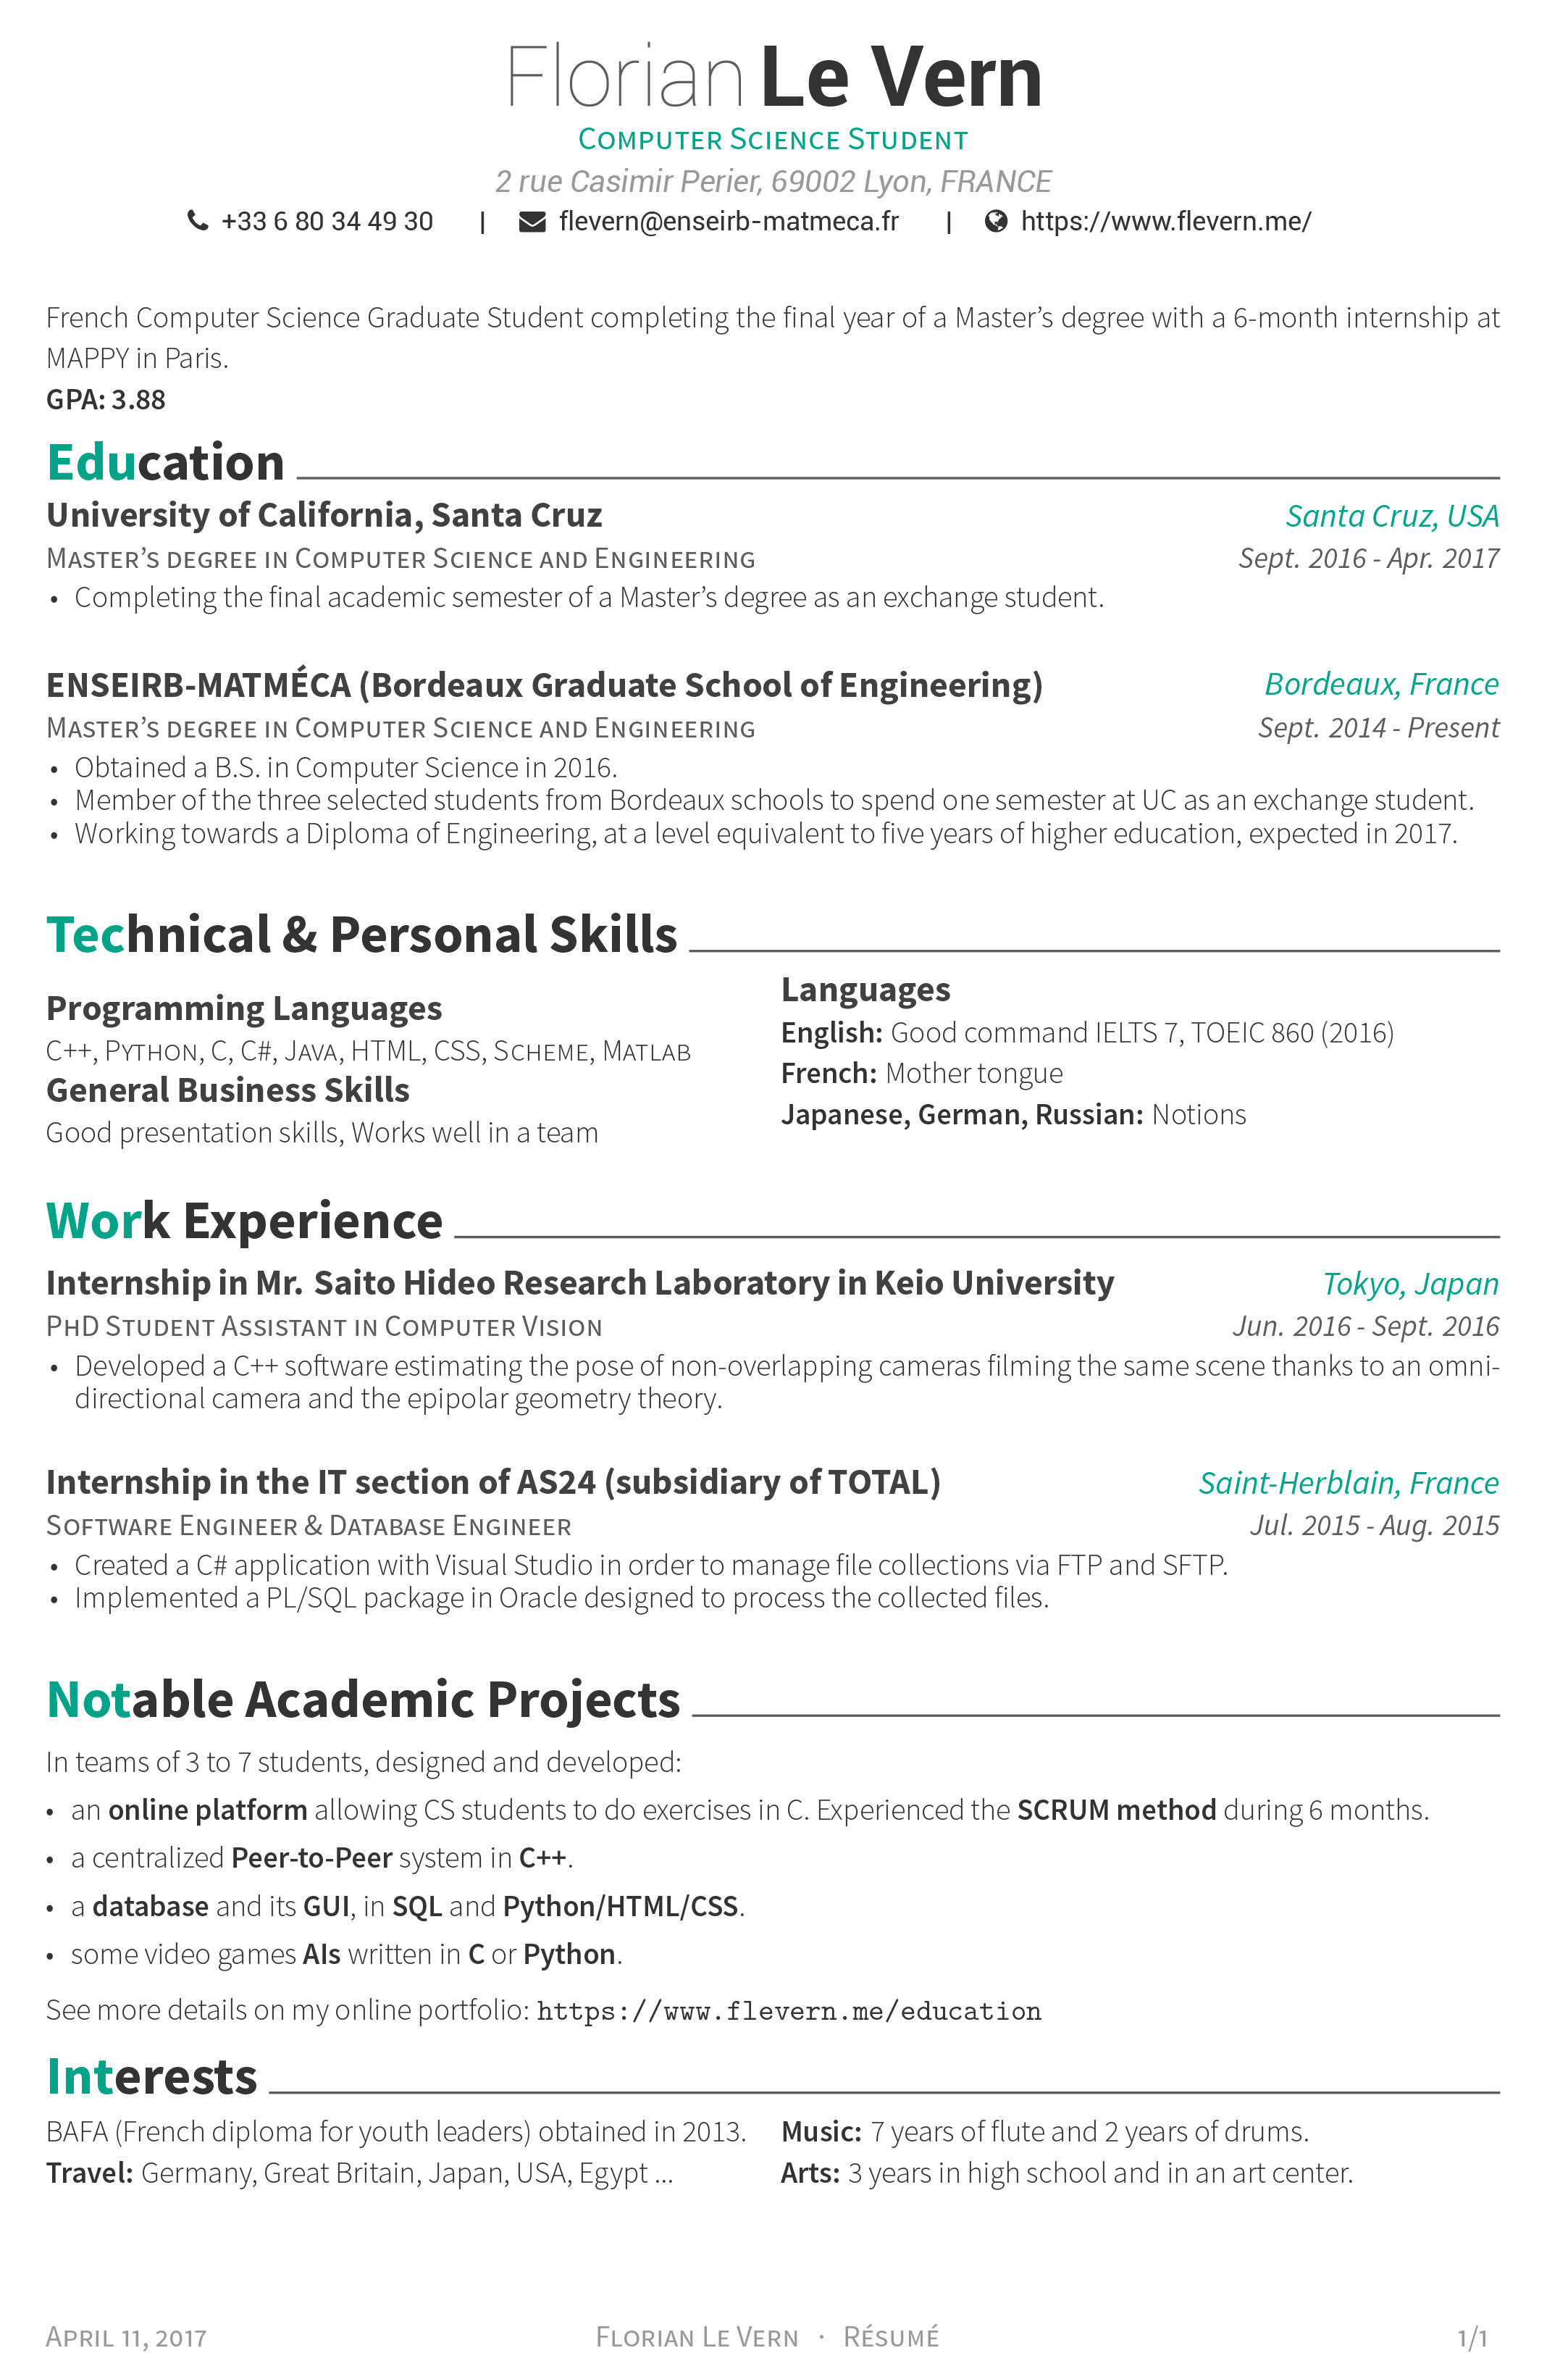 Florian Le Vern
Computer Science Student
2 rue Casimir Perier, 69002 Lyon, FRANCE
+33 6 80 34 49 30 | flevern@enseirb-matmeca.fr | https://www.flevern.me/
French Computer Science Graduate Student completing the final year of a Master’s degree with a 6-month internship at
MAPPY in Paris.
GPA: 3.88
Education
University of California, Santa Cruz Santa Cruz, USA
Master’s degree in Computer Science and Engineering Sept. 2016 - Apr. 2017
• Completing the final academic semester of a Master’s degree as an exchange student.
ENSEIRB-MATMÉCA (Bordeaux Graduate School of Engineering) Bordeaux, France
Master’s degree in Computer Science and Engineering Sept. 2014 - Present
• Obtained a B.S. in Computer Science in 2016.
• Member of the three selected students from Bordeaux schools to spend one semester at UC as an exchange student.
• Working towards a Diploma of Engineering, at a level equivalent to five years of higher education, expected in 2017.
Technical & Personal Skills
Programming Languages
C++, Python, C, C#, Java, HTML, CSS, Scheme, Matlab
General Business Skills
Good presentation skills, Works well in a team
Languages
English: Good command IELTS 7, TOEIC 860 (2016)
French: Mother tongue
Japanese, German, Russian: Notions
Work Experience
Internship in Mr. Saito Hideo Research Laboratory in Keio University Tokyo, Japan
PhD Student Assistant in Computer Vision Jun. 2016 - Sept. 2016
• Developed a C++ software estimating the pose of non-overlapping cameras filming the same scene thanks to an omni-
directional camera and the epipolar geometry theory.
Internship in the IT section of AS24 (subsidiary of TOTAL) Saint-Herblain, France
Software Engineer & Database Engineer Jul. 2015 - Aug. 2015
• Created a C# application with Visual Studio in order to manage file collections via FTP and SFTP.
• Implemented a PL/SQL package in Oracle designed to process the collected files.
Notable Academic Projects
In teams of 3 to 7 students, designed and developed:
• an online platform allowing CS students to do exercises in C. Experienced the SCRUM method during 6 months.
• a centralized Peer-to-Peer system in C++.
• a database and its GUI, in SQL and Python/HTML/CSS.
• some video games AIs written in C or Python.
See more details on my online portfolio: https://www.flevern.me/education
Interests
BAFA (French diploma for youth leaders) obtained in 2013. Music: 7 years of flute and 2 years of drums.
Travel: Germany, Great Britain, Japan, USA, Egypt ... Arts: 3 years in high school and in an art center.
April 11, 2017 Florian Le Vern · Résumé 1/1